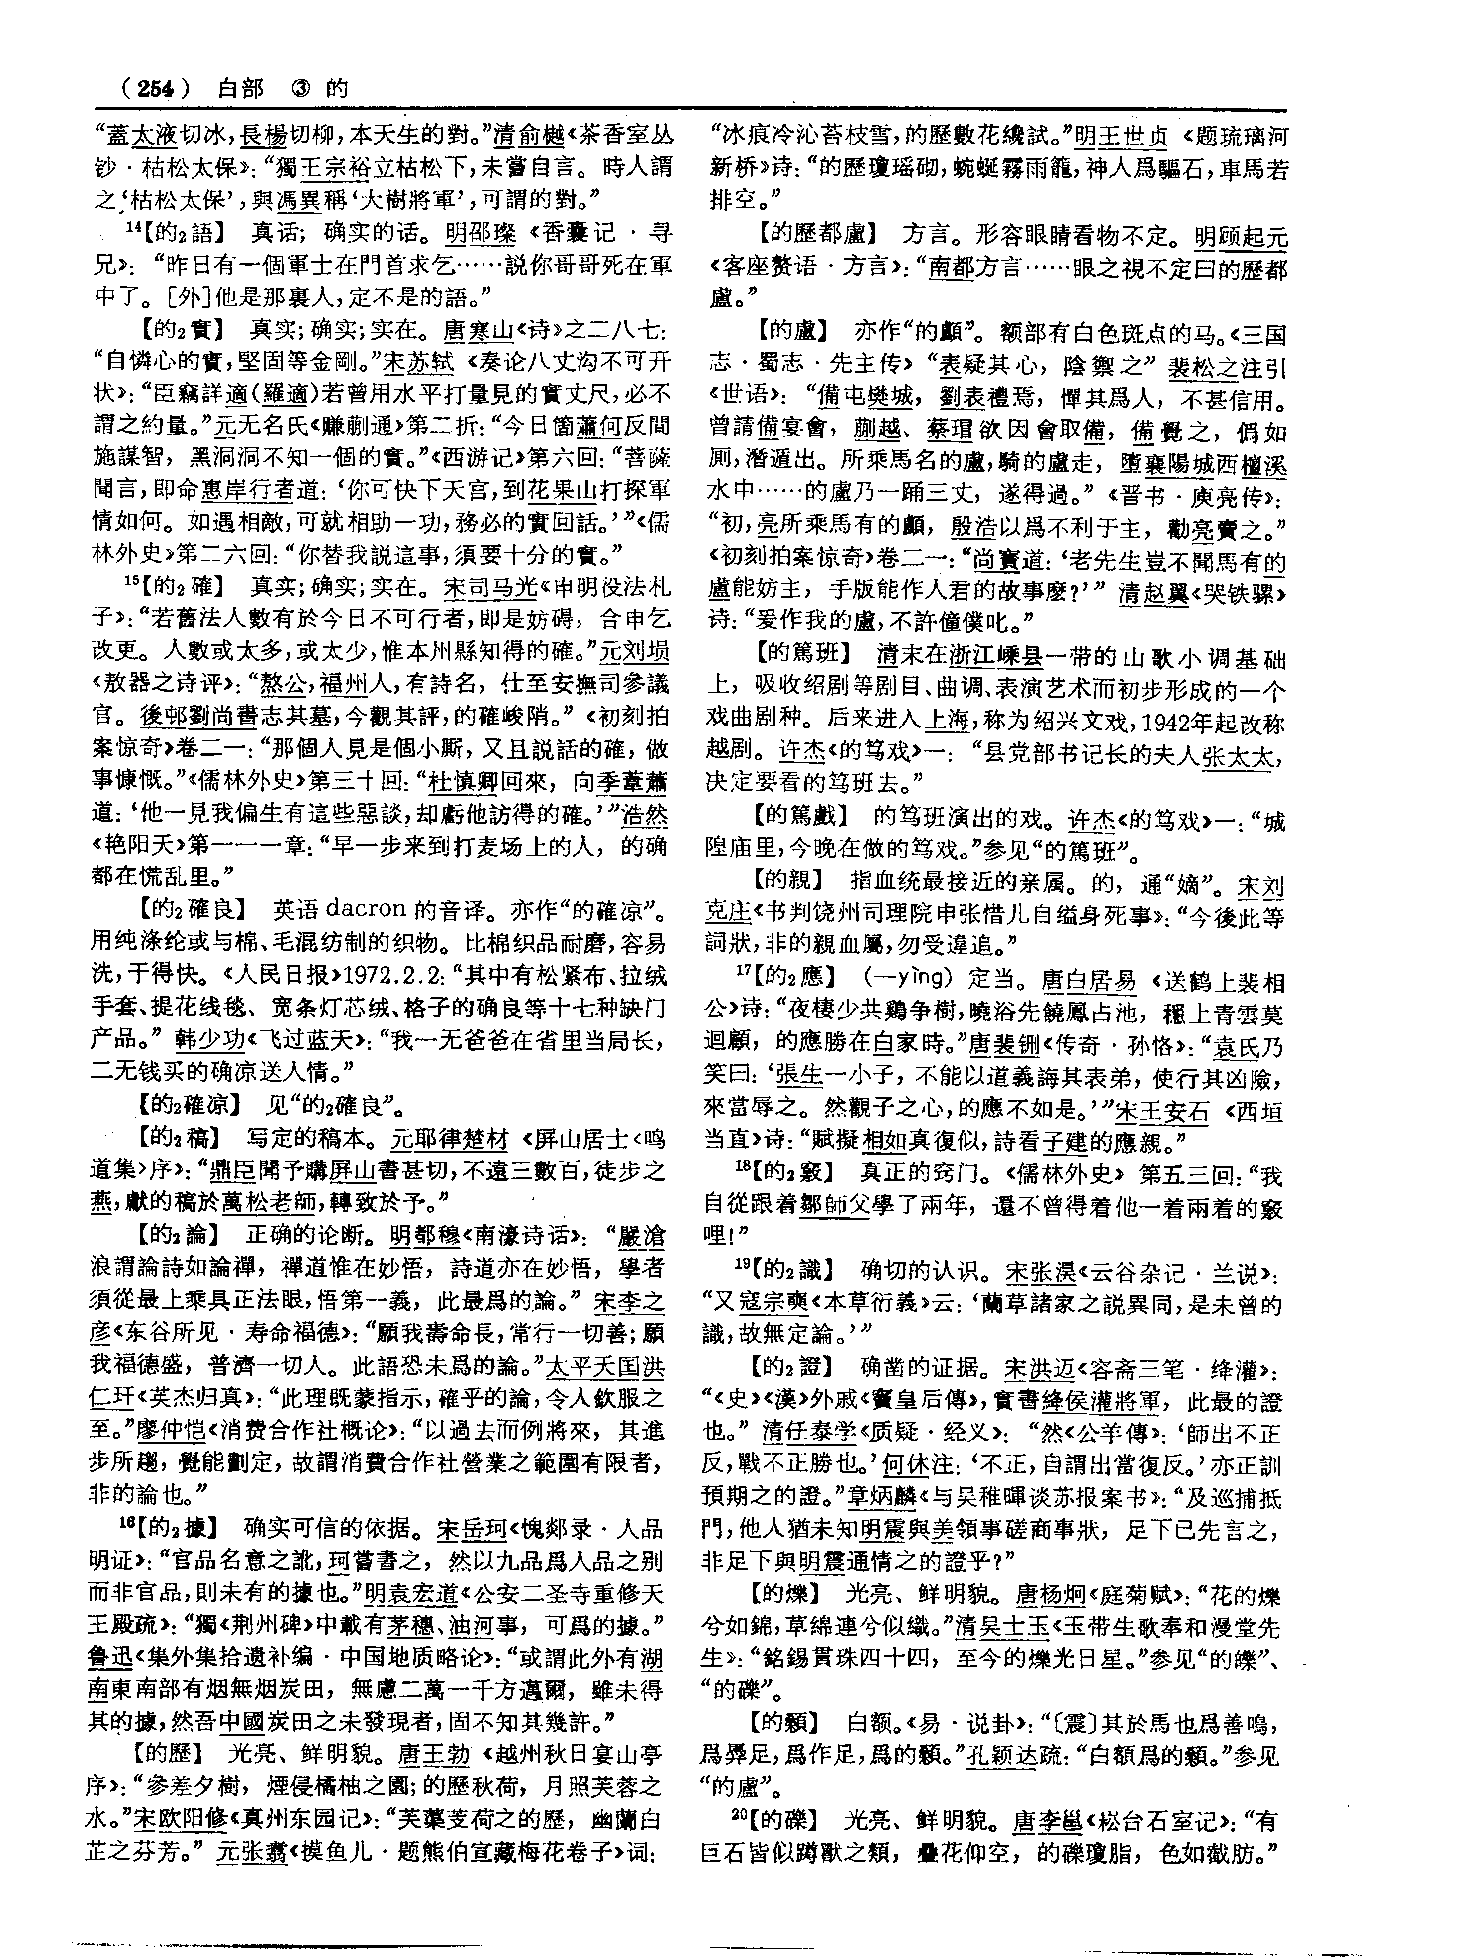 （254） 白部 ③ 的
“蓋太液切冰，長楊切柳，本天生的對。”清俞樾《茶香室丛
钞·枯松太保》：“獨王宗裕立枯松下，未嘗自言。時人謂
之‘枯松太保’，與馮異稱‘大樹將軍’，可謂的對。”
14【的2語】 真话；确实的话。明邵璨《香囊记·寻
兄》：“昨日有一個軍士在門首求乞……説你哥哥死在軍
中了。［外］他是那裏人，定不是的語。”
【的2實】 真实；确实；实在。唐寒山《诗》之二八七：
“自憐心的實，堅固等金剛。”宋苏轼《奏论八丈沟不可开
状》：“臣竊詳適（羅適）若曾用水平打量見的實丈尺，必不
謂之約量。”元无名氏《赚蒯通》第二折：“今日箇蕭何反間
施謀智，黑洞洞不知一個的實。”《西游记》第六回：“菩薩
聞言，即命惠岸行者道：‘你可快下天宫，到花果山打探軍
情如何。如遇相敵，可就相助一功，務必的實回話。’”《儒
林外史》第二六回：“你替我説這事，須要十分的實。”
15【的2確】 真实；确实；实在。宋司马光《申明役法札
子》：“若舊法人數有於今日不可行者，即是妨碍，合申乞
改更。人數或太多，或太少，惟本州縣知得的確。”元刘埙
《敖器之诗评》：“熬公，福州人，有詩名，仕至安撫司參議
官。後邨劉尚書志其墓，今觀其評，的確峻陗。”《初刻拍
案惊奇》卷二一：“那個人見是個小厮，又且説話的確，做
事慷慨。”《儒林外史》第三十回：“杜慎卿回來，向季葦蕭
道：‘他一見我偏生有這些惡談，却虧他訪得的確。’”浩然
《艳阳天》第一一一章：“早一步来到打麦场上的人，的确
都在慌乱里。”
【的2確良】 英语 dacron 的音译。亦作“的確凉”。
用纯涤纶或与棉、毛混纺制的织物。比棉织品耐磨，容易
洗，干得快。《人民日报》1972.2.2：“其中有松紧布、拉绒
手套、提花线毯、宽条灯芯绒、格子的确良等十七种缺门
产品。”韩少功《飞过蓝天》：“我一无爸爸在省里当局长，
二无钱买的确凉送人情。”
【的2確凉】 见“的2確良”。
【的2稿】 写定的稿本。元耶律楚材《屏山居士〈鸣
道集〉序》：“鼎臣聞予購屏山書甚切，不遠三數百，徒步之
燕，獻的稿於萬松老師，轉致於予。”
【的2論】 正确的论断。明都穆《南濠诗话》：“嚴滄
浪謂論詩如論禪，禪道惟在妙悟，詩道亦在妙悟，學者
須從最上乘具正法眼，悟第一義，此最爲的論。”宋李之
彦《东谷所见·寿命福德》：“願我壽命長，常行一切善；願
我福德盛，普濟一切人。此語恐未爲的論。”太平天国洪
仁玕《英杰归真》：“此理既蒙指示，確乎的論，令人欽服之
至。”廖仲恺《消费合作社概论》：“以過去而例將來，其進
步所趨，覺能劃定，故謂消費合作社營業之範圍有限者，
非的論也。”
16【的2據】 确实可信的依据。宋岳珂《愧郯录·人品
明证》：“官品名意之訛，珂嘗書之，然以九品爲人品之别
而非官品，則未有的據也。”明袁宏道《公安二圣寺重修天
王殿疏》：“獨《荆州碑》中載有茅穗、油河事，可爲的據。”
鲁迅《集外集拾遗补编·中国地质略论》：“或謂此外有湖
南東南部有烟無烟炭田，無慮二萬一千方邁爾，雖未得
其的據，然吾中國炭田之未發現者，固不知其幾許。”
【的歷】 光亮、鲜明貌。唐王勃《越州秋日宴山亭
序》：“參差夕樹，煙侵橘柚之園；的歷秋荷，月照芙蓉之
水。”宋欧阳修《真州东园记》：“芙蕖芰荷之的歷，幽蘭白
芷之芬芳。”元张翥《摸鱼儿·题熊伯宣藏梅花卷子》词：
“冰痕冷沁苔枝雪，的歷數花纔試。”明王世贞《题琉璃河
新桥》诗：“的歷瓊瑶砌，蜿蜒霧雨籠，神人爲驅石，車馬若
排空。”
【的歷都盧】 方言。形容眼睛看物不定。明顾起元
《客座赘语·方言》：“南都方言……眼之視不定曰的歷都
盧。”
【的盧】 亦作“的顱”。额部有白色斑点的马。《三国
志·蜀志·先主传》“表疑其心，陰禦之”裴松之注引
《世语》：“備屯樊城，劉表禮焉，憚其爲人，不甚信用。
曾請備宴會，蒯越、蔡瑁欲因會取備，備覺之，僞如
厠，潛遁出。所乘馬名的盧，騎的盧走，墮襄陽城西檀溪
水中……的盧乃一踊三丈，遂得過。”《晋书·庾亮传》：
“初，亮所乘馬有的顱，殷浩以爲不利于主，勸亮賣之。”
《初刻拍案惊奇》卷二一：“尚寶道：‘老先生豈不聞馬有的
盧能妨主，手版能作人君的故事麽？’”清赵翼《哭铁骡》
诗：“爰作我的盧，不許僮僕叱。”
【的篤班】 清末在浙江嵊县一带的山歌小调基础
上，吸收绍剧等剧目、曲调、表演艺术而初步形成的一个
戏曲剧种。后来进入上海，称为绍兴文戏，1942年起改称
越剧。许杰《的笃戏》一：“县党部书记长的夫人张太太，
决定要看的笃班去。”
【的篤戲】 的笃班演出的戏。许杰《的笃戏》一：“城
隍庙里，今晚在做的笃戏。”参见“的篤班”。
【的親】 指血统最接近的亲属。的，通“嫡”。宋刘
克庄《书判饶州司理院申张惜儿自缢身死事》：“今後此等
詞狀，非的親血屬，勿受違追。”
17【的2應】 （—yìng）定当。唐白居易《送鹤上裴相
公》诗：“夜棲少共鷄争樹，曉浴先饒鳳占池，穩上青雲莫
迴顧，的應勝在白家時。”唐裴铏《传奇·孙恪》：“袁氏乃
笑曰：‘張生一小子，不能以道義誨其表弟，使行其凶險，
來當辱之。然觀子之心，的應不如是。’”宋王安石《西垣
当直》诗：“賦擬相如真復似，詩看子建的應親。”
18【的2竅】 真正的窍门。《儒林外史》第五三回：“我
自從跟着鄒師父學了兩年，還不曾得着他一着兩着的竅
哩！”
19【的2識】 确切的认识。宋张淏《云谷杂记·兰说》：
“又寇宗奭《本草衍義》云：‘蘭草諸家之説異同，是未曾的
識，故無定論。’”
【的2證】 确凿的证据。宋洪迈《容斋三笔·绛灌》：
“《史》《漢》外戚《竇皇后傳》，實書絳侯灌將軍，此最的證
也。”清任泰学《质疑·经义》：“然《公羊傳》：‘師出不正
反，戰不正勝也。’何休注：‘不正，自謂出當復反。’亦正訓
預期之的證。”章炳麟《与吴稚暉谈苏报案书》：“及巡捕抵
門，他人猶未知明震與美領事磋商事狀，足下已先言之，
非足下與明震通情之的證乎？”
【的爍】 光亮、鲜明貌。唐杨炯《庭菊赋》：“花的爍
兮如錦，草綿連兮似織。”清吴士玉《玉带生歌奉和漫堂先
生》：“銘錫貫珠四十四，至今的爍光日星。”参见“的皪”、
“的礫”。
【的顙】 白额。《易·说卦》：“〔震〕其於馬也爲善鳴，
爲馵足，爲作足，爲的顙。”孔颖达疏：“白額爲的顙。”参见
“的盧”。
20【的礫】 光亮、鲜明貌。唐李邕《崧台石室记》：“有
巨石皆似蹲獸之類，疊花仰空，的礫瓊脂，色如截肪。”